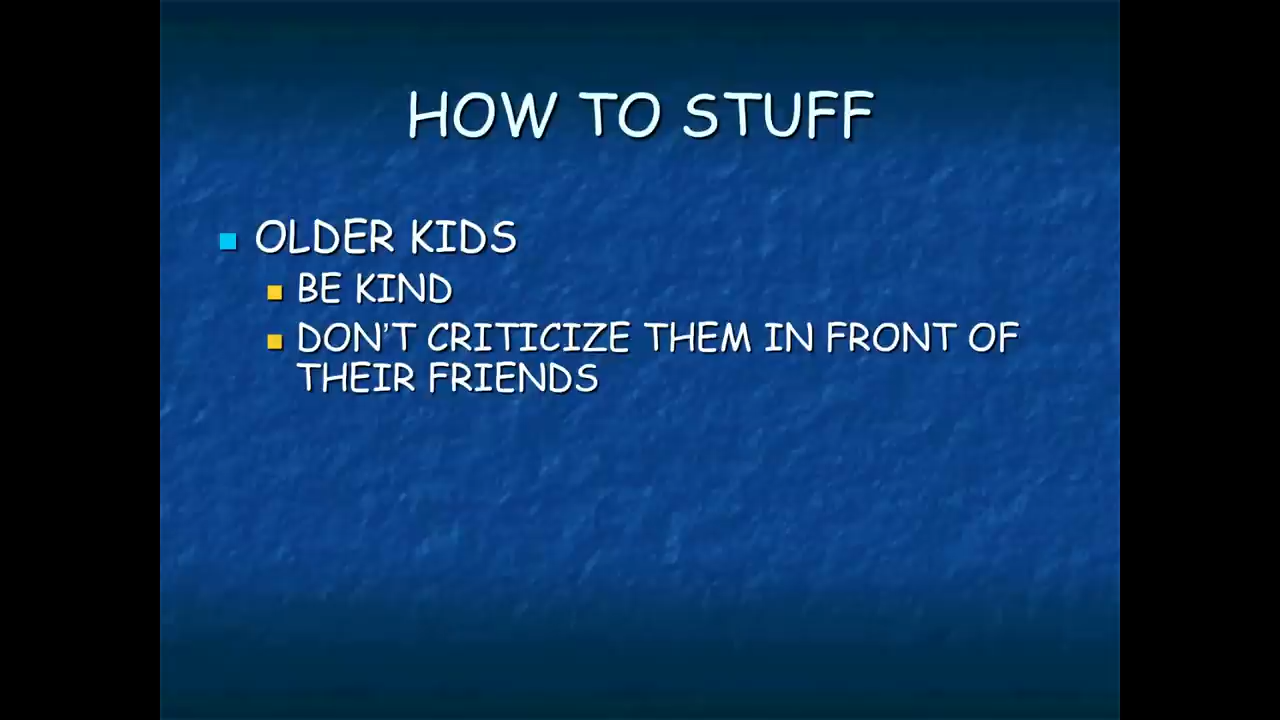 HOW TO STUFF
OLDER KIDS
BE KIND
DON’T CRITICIZE THEM IN FRONT OF
THEIR FRIENDS